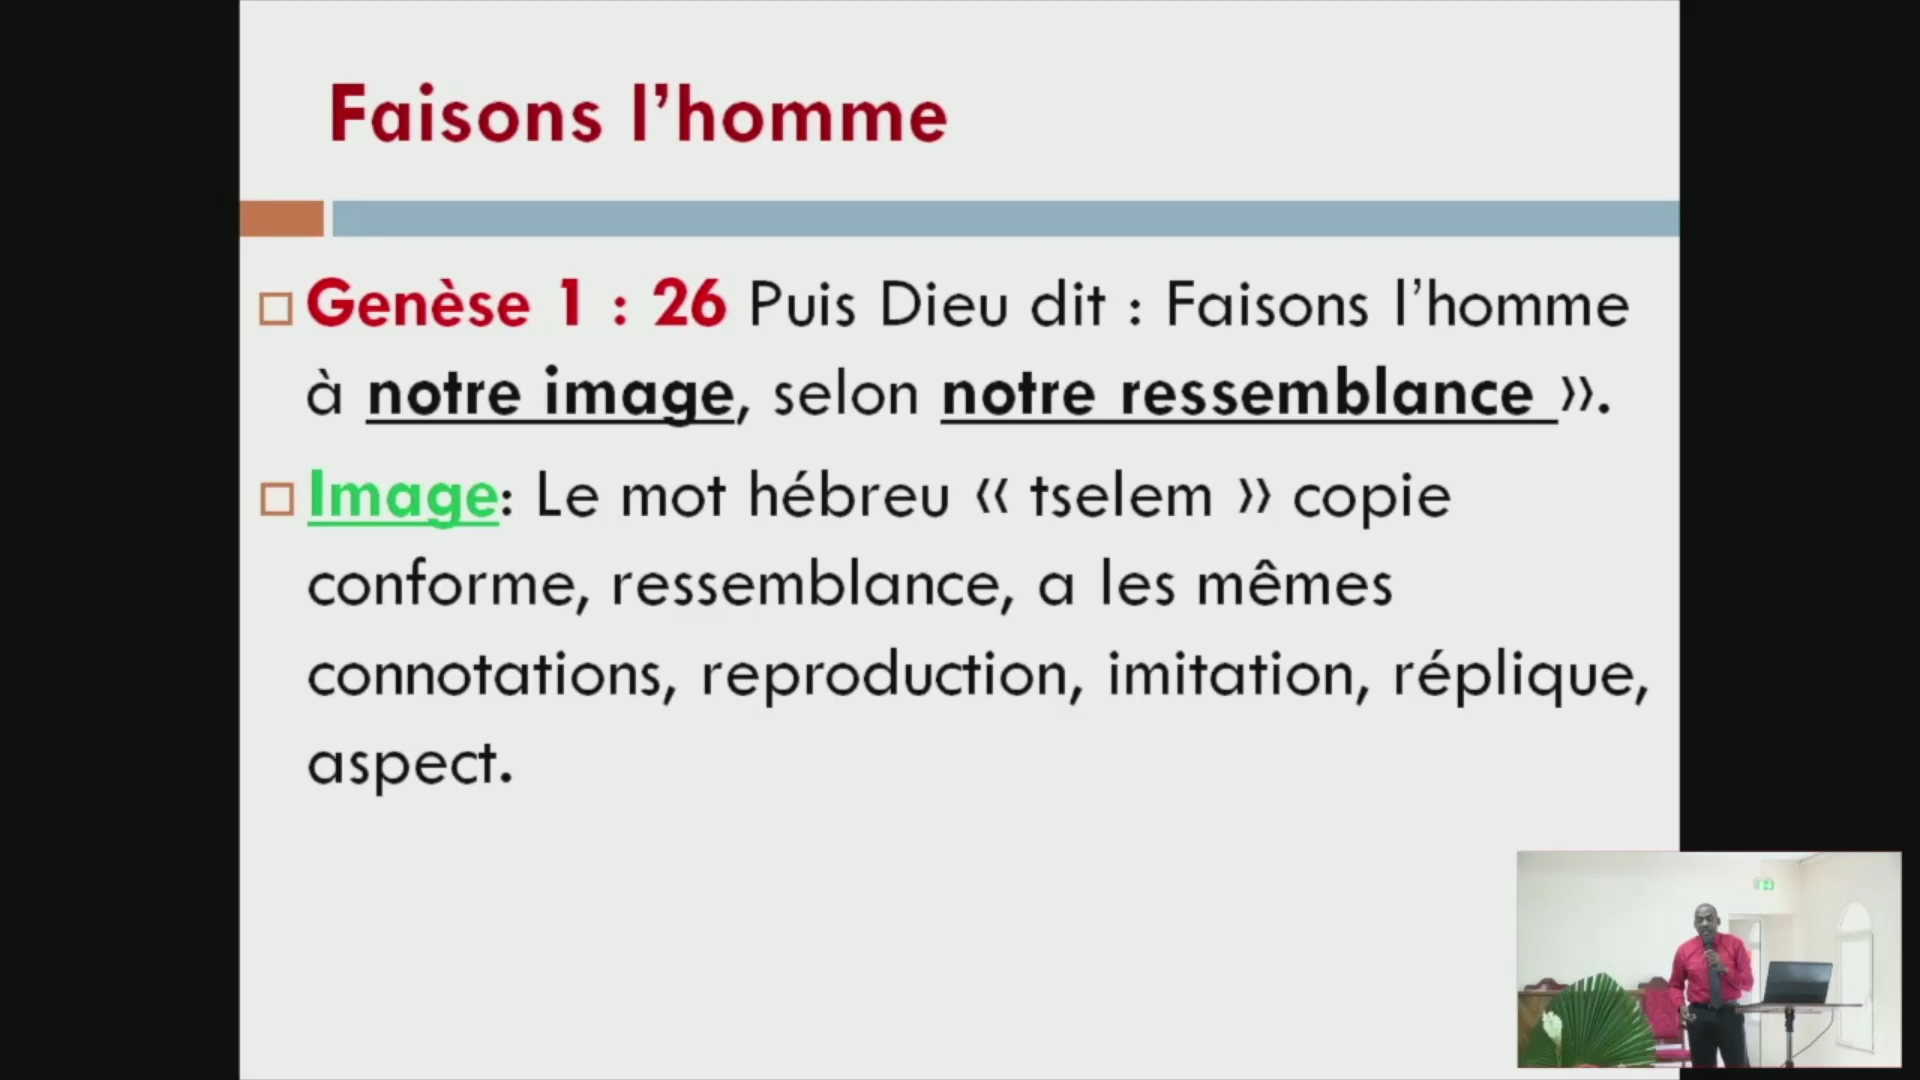 Faisons l’homme
Genèse 1 : 26 Puis Dieu dit : Faisons l’homme
à notre image, selon notre ressemblance ».
Image: Le mot hébreu « tselem » copie
conforme, ressemblance, a les mêmes
connotations, reproduction, imitation, réplique,
aspect.